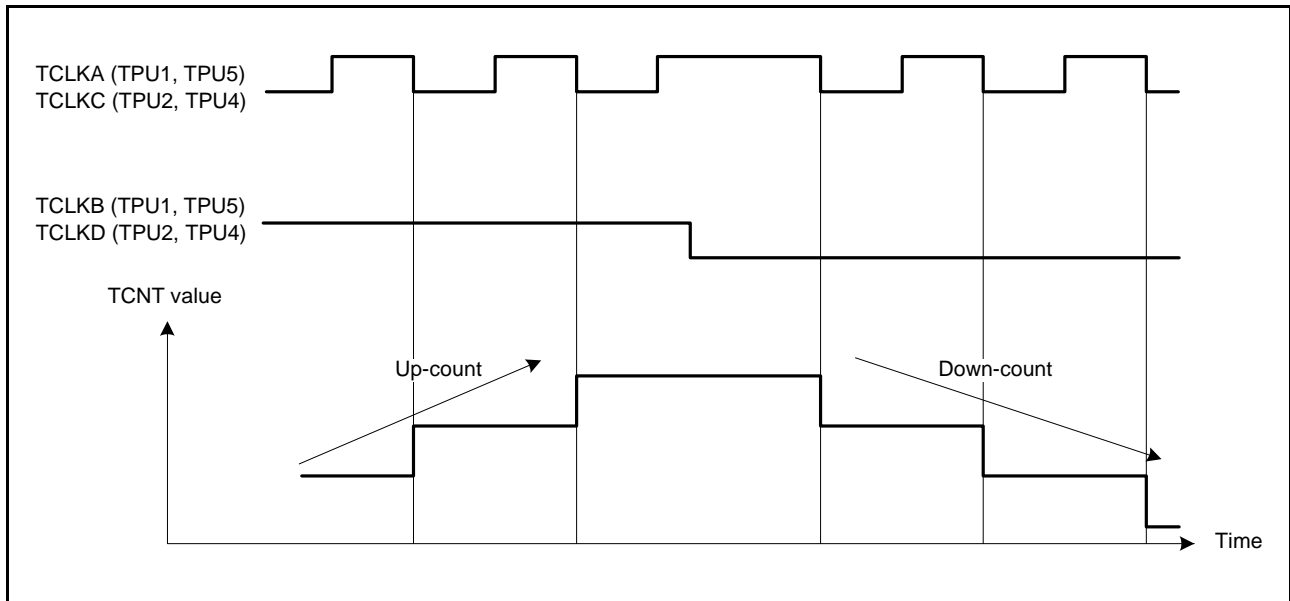 TCLKA (TPU1, TPU5)
TCLKC (TPU2, TPU4)
TCLKB (TPU1, TPU5)
TCLKD (TPU2, TPU4)
TCNT value
Up-count
Down-count
Time